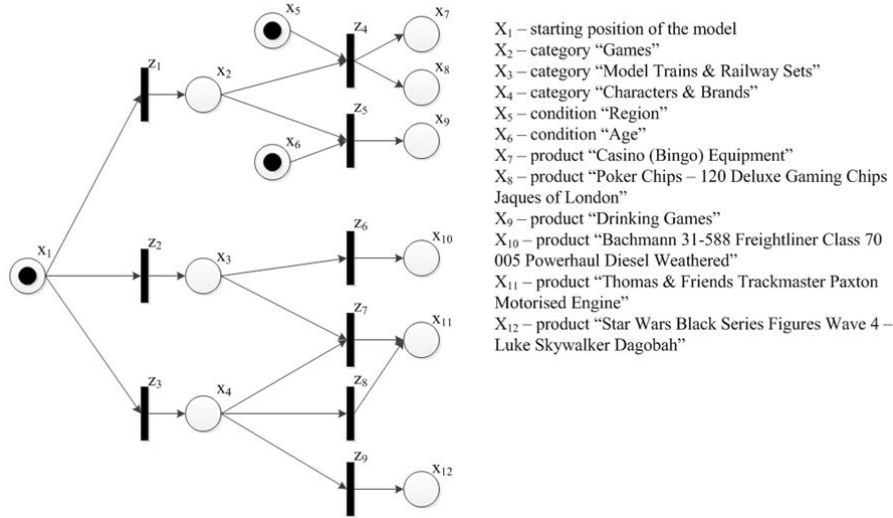 x₅
z₄
x₇
z₁
x₂
x₈
z₅
x₉
x₆
x₁
z₂
x₃
z₆
x₁₀
z₇
x₁₁
z₃
x₄
z₈
z₉
x₁₂
X₁ – starting position of the model
X₂ – category “Games”
X₃ – category “Model Trains & Railway Sets”
X₄ – category “Characters & Brands”
X₅ – condition “Region”
X₆ – condition “Age”
X₇ – product “Casino (Bingo) Equipment”
X₈ – product “Poker Chips – 120 Deluxe Gaming Chips
Jaques of London”
X₉ – product “Drinking Games”
X₁₀ – product “Bachmann 31-588 Freightliner Class 70
005 Powerhaul Diesel Weathered”
X₁₁ – product “Thomas & Friends Trackmaster Paxton
Motorised Engine”
X₁₂ – product “Star Wars Black Series Figures Wave 4 –
Luke Skywalker Dagobah”